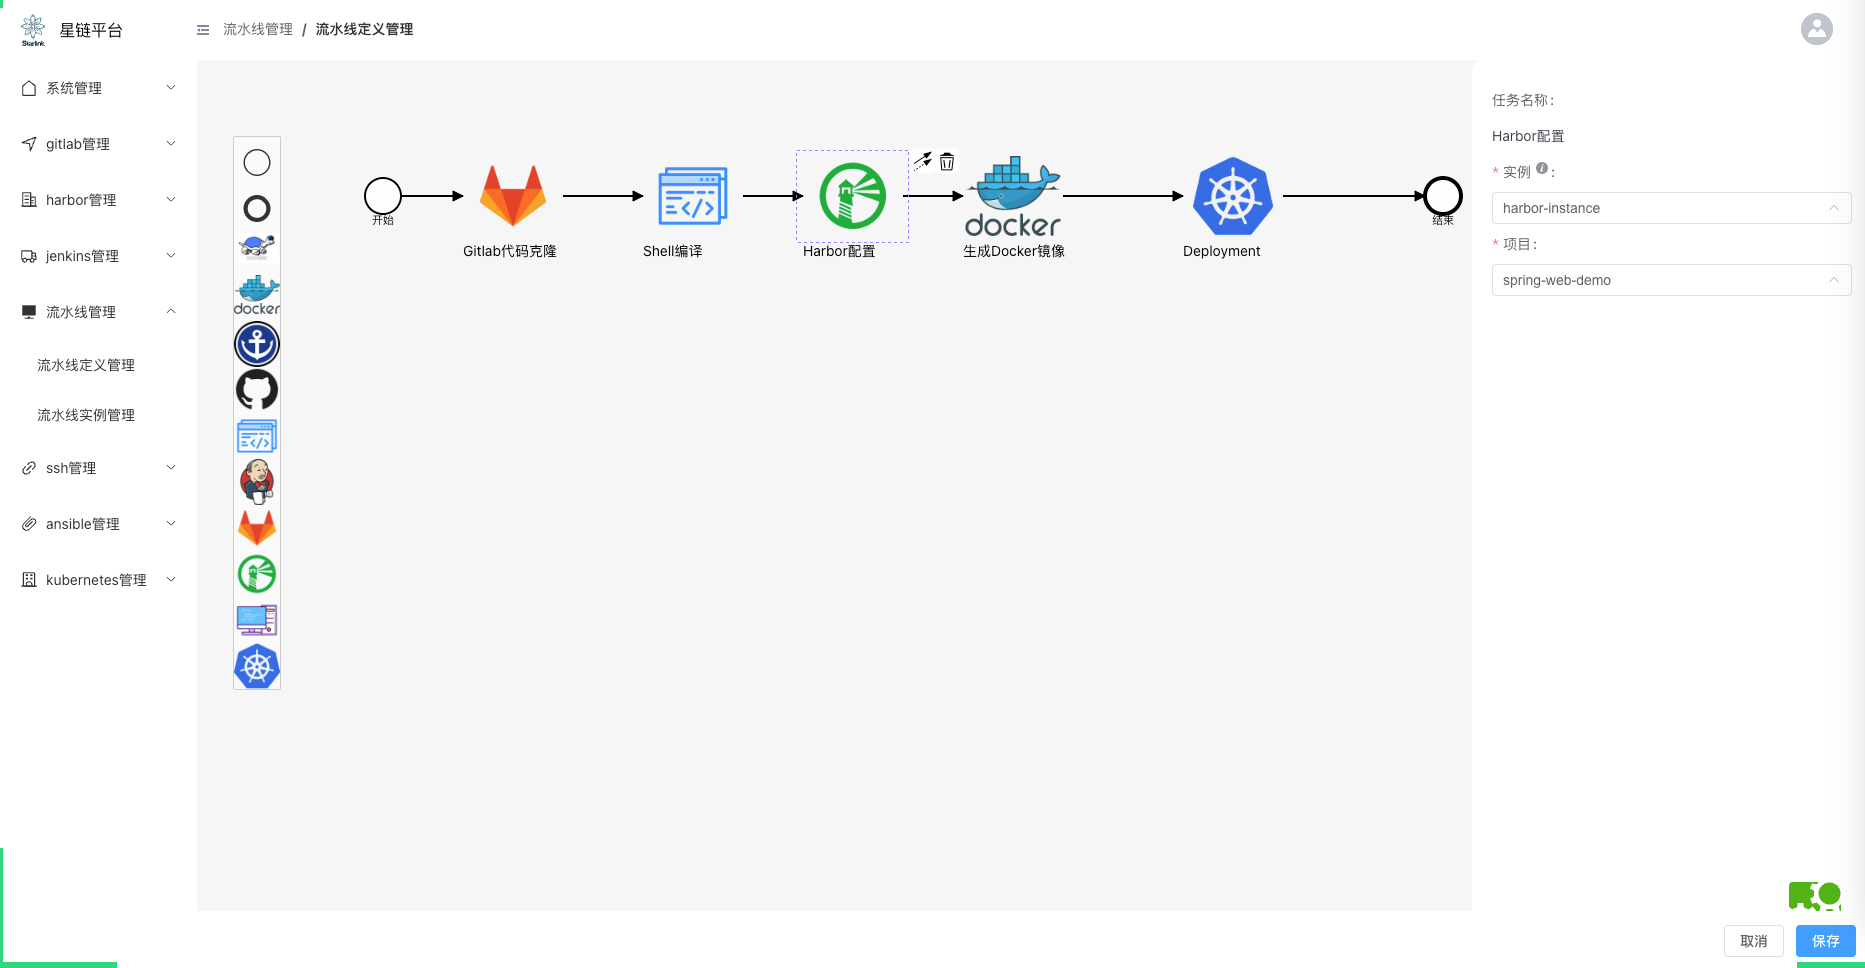 Starlink
星链平台
流水线管理 / 流水线定义管理
系统管理
gitlab管理
harbor管理
jenkins管理
流水线管理
流水线定义管理
流水线实例管理
ssh管理
ansible管理
kubernetes管理
docker
开始
Gitlab代码克隆
Shell编译
Harbor配置
docker
生成Docker镜像
Deployment
结束
任务名称：
Harbor配置
* 实例 ：
harbor-instance
* 项目：
spring-web-demo
取消
保存